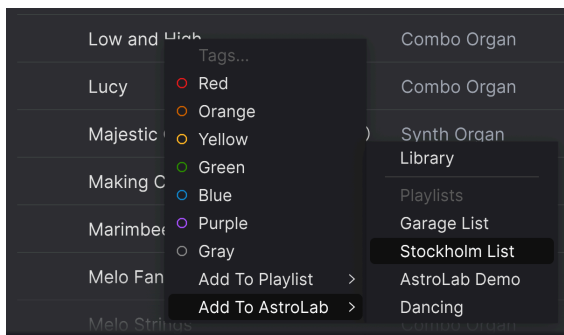 Low and High
Combo Organ
Tags...
Red
Lucy
Combo Organ
Orange
Majestic
Yellow
) Synth Organ
Library
Green
Making
Blue
Playlists
Purple
Garage List
Gray
Stockholm List
Melo Fan
Add To Playlist >
AstroLab Demo
Add To AstroLab >
Dancing
Melo Strings
Combo Organ